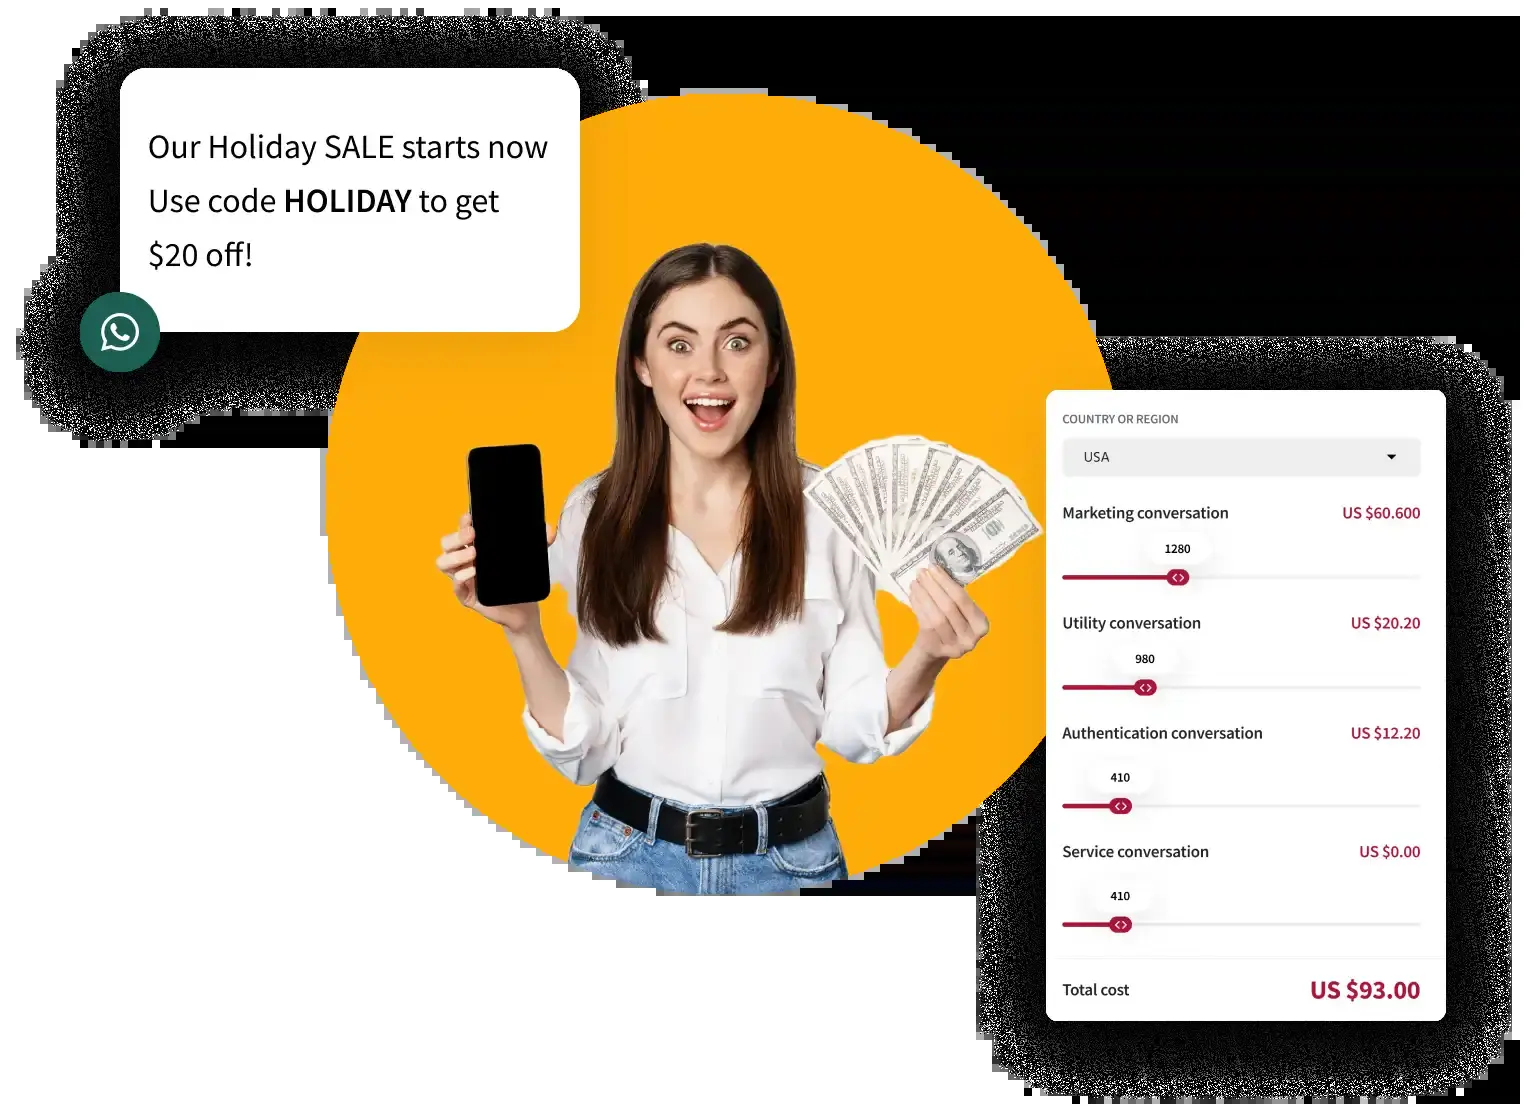 Our Holiday SALE starts now
Use code HOLIDAY to get
$20 off!
COUNTRY OR REGION
USA
Marketing conversation US $60.600
1280
Utility conversation US $20.20
980
Authentication conversation US $12.20
410
Service conversation US $0.00
410
Total cost US $93.00